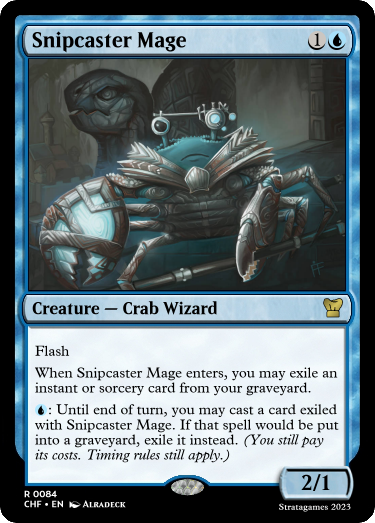 Snipcaster Mage 1
Creature — Crab Wizard
Flash
When Snipcaster Mage enters, you may exile an
instant or sorcery card from your graveyard.
: Until end of turn, you may cast a card exiled
with Snipcaster Mage. If that spell would be put
into a graveyard, exile it instead. (You still pay
its costs. Timing rules still apply.)
2/1
R 0084
CHF • EN ALRADECK
Stratagames 2023